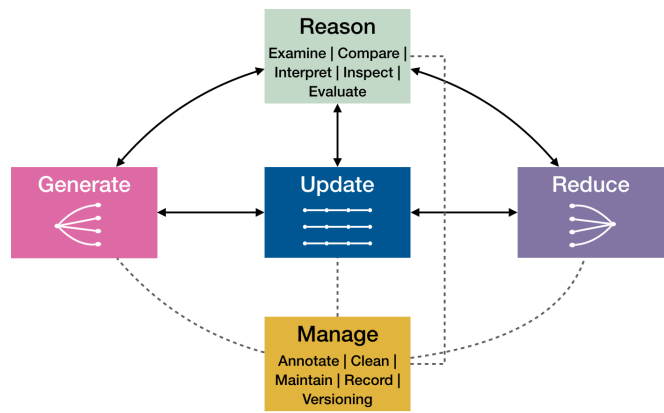 Reason
Examine | Compare |
Interpret | Inspect |
Evaluate
Generate
Update
Reduce
Manage
Annotate | Clean |
Maintain | Record |
Versioning